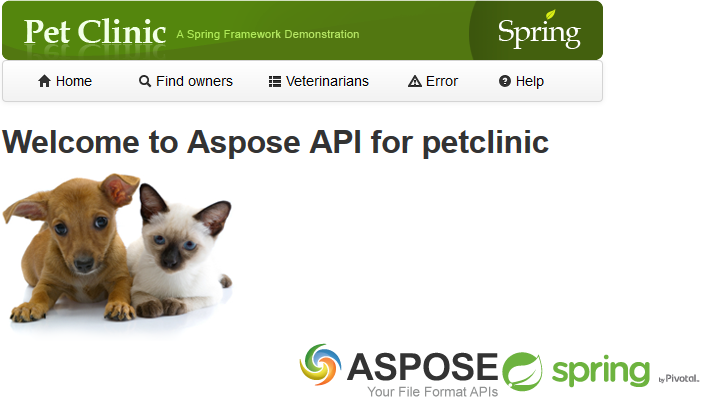 Pet Clinic A Spring Framework Demonstration Spring
Home Find owners Veterinarians Error Help
Welcome to Aspose API for petclinic
ASPOSE spring by Pivotal.
Your File Format APIs